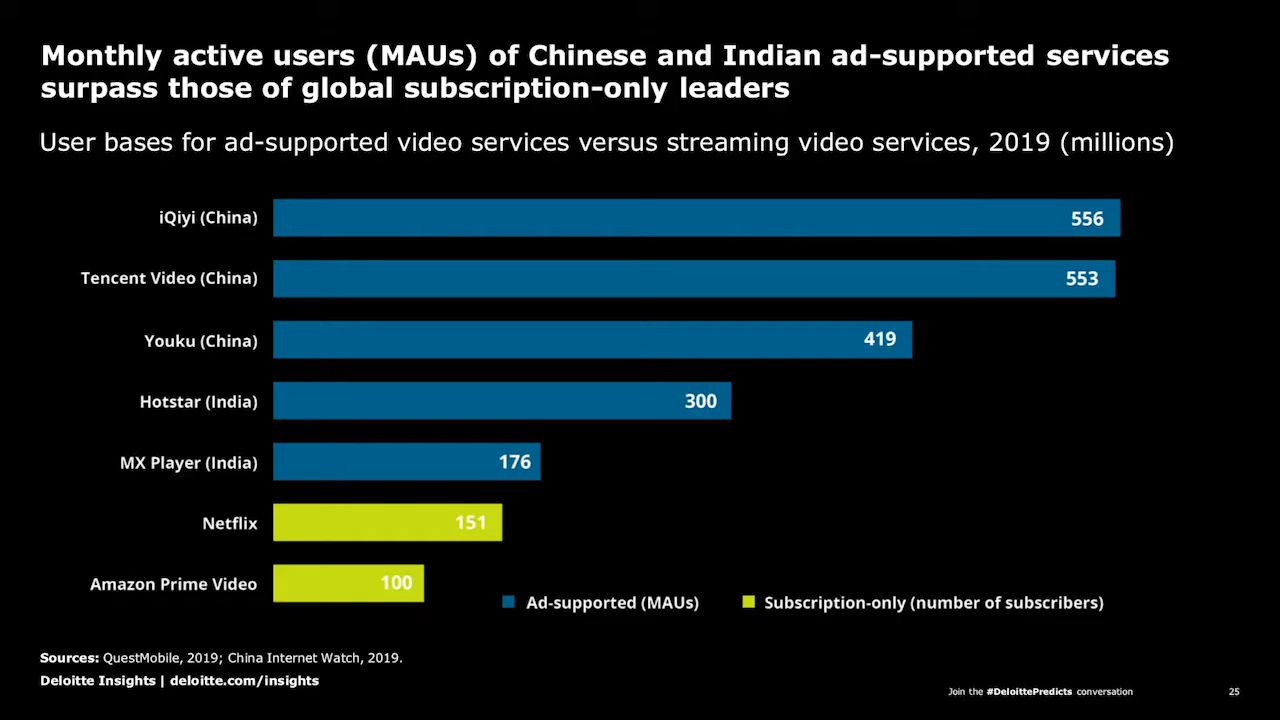 Monthly active users (MAUs) of Chinese and Indian ad-supported services
surpass those of global subscription-only leaders
User bases for ad-supported video services versus streaming video services, 2019 (millions)
iQiyi (China) 556
Tencent Video (China) 553
Youku (China) 419
Hotstar (India) 300
MX Player (India) 176
Netflix 151
Amazon Prime Video 100
Ad-supported (MAUs) Subscription-only (number of subscribers)
Sources: QuestMobile, 2019; China Internet Watch, 2019.
Deloitte Insights | deloitte.com/insights
Join the #DeloittePredicts conversation 25